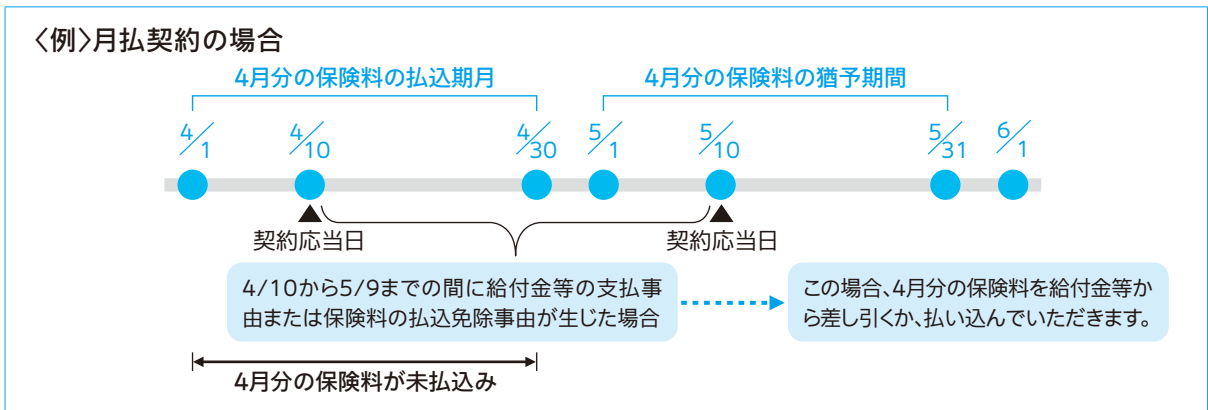 〈例〉月払契約の場合
4月分の保険料の払込期月
4月分の保険料の猶予期間
4/1
4/10
4/30
5/1
5/10
5/31
6/1
契約応当日
契約応当日
4/10から5/9までの間に給付金等の支払事
由または保険料の払込免除事由が生じた場合
この場合、4月分の保険料を給付金等か
ら差し引くか、払い込んでいただきます。
4月分の保険料が未払込み